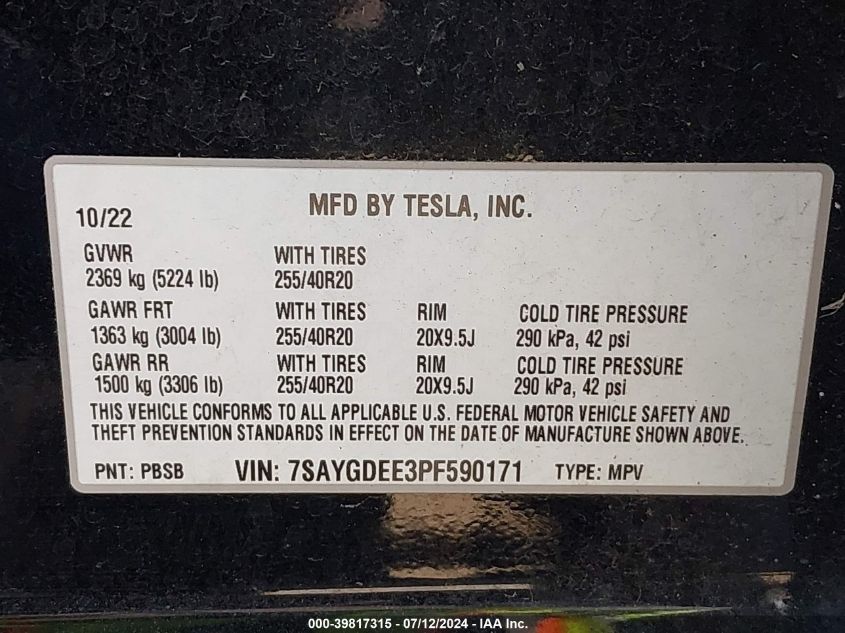 10/22 MFD BY TESLA, INC.
GVWR WITH TIRES
2369 kg (5224 lb) 255/40R20
GAWR FRT WITH TIRES RIM COLD TIRE PRESSURE
1363 kg (3004 lb) 255/40R20 20X9.5J 290 kPa, 42 psi
GAWR RR WITH TIRES RIM COLD TIRE PRESSURE
1500 kg (3306 lb) 255/40R20 20X9.5J 290 kPa, 42 psi
THIS VEHICLE CONFORMS TO ALL APPLICABLE U.S. FEDERAL MOTOR VEHICLE SAFETY AND
THEFT PREVENTION STANDARDS IN EFFECT ON THE DATE OF MANUFACTURE SHOWN ABOVE.
PNT: PBSB VIN: 7SAYGDEE3PF590171 TYPE: MPV
000-39817315 - 07/12/2024 - IAA Inc.